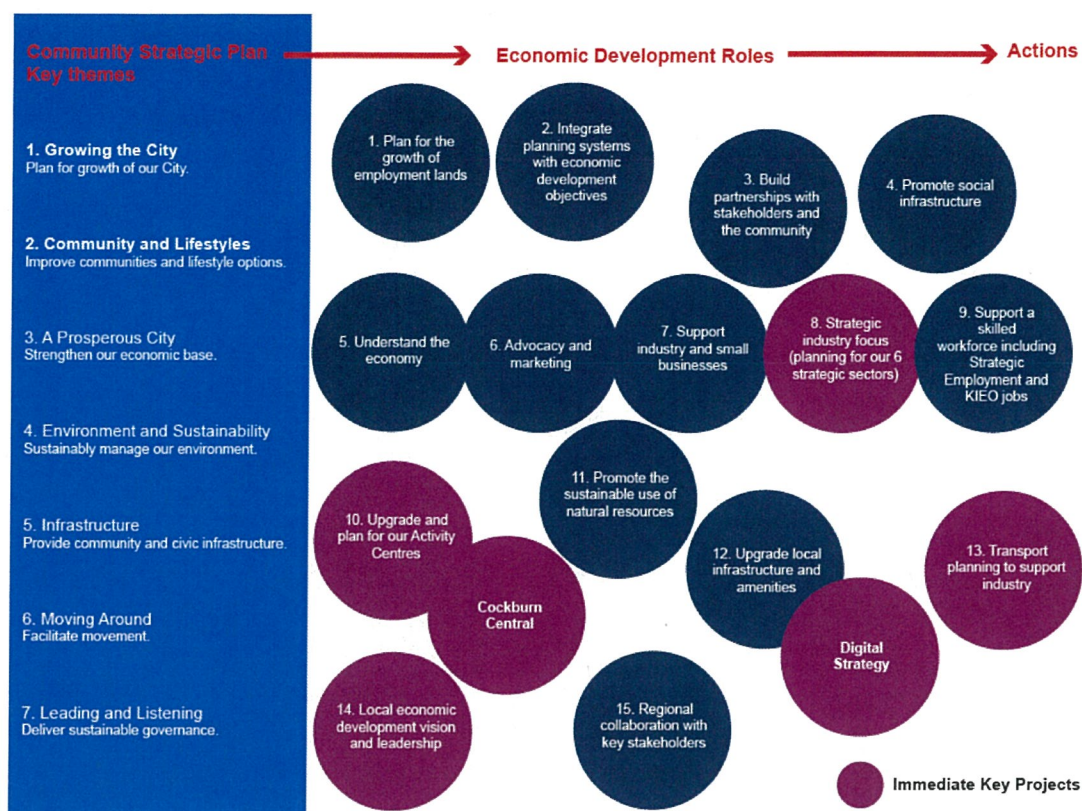 Community Strategic Plan
Key themes
Economic Development Roles
Actions
1. Growing the City
Plan for growth of our City.
2. Community and Lifestyles
Improve communities and lifestyle options.
3. A Prosperous City
Strengthen our economic base.
4. Environment and Sustainability
Sustainably manage our environment.
5. Infrastructure
Provide community and civic infrastructure.
6. Moving Around
Facilitate movement.
7. Leading and Listening
Deliver sustainable governance.
1. Plan for the
growth of
employment lands
2. Integrate
planning systems
with economic
development
objectives
3. Build
partnerships with
stakeholders and
the community
4. Promote social
infrastructure
5. Understand the
economy
6. Advocacy and
marketing
7. Support
industry and small
businesses
8. Strategic
industry focus
(planning for our 6
strategic sectors)
9. Support a
skilled
workforce including
Strategic
Employment and
KIEO jobs
10. Upgrade and
plan for our Activity
Centres
Cockburn
Central
11. Promote the
sustainable use of
natural resources
12. Upgrade local
infrastructure and
amenities
Digital
Strategy
13. Transport
planning to support
industry
14. Local economic
development vision
and leadership
15. Regional
collaboration with
key stakeholders
Immediate Key Projects